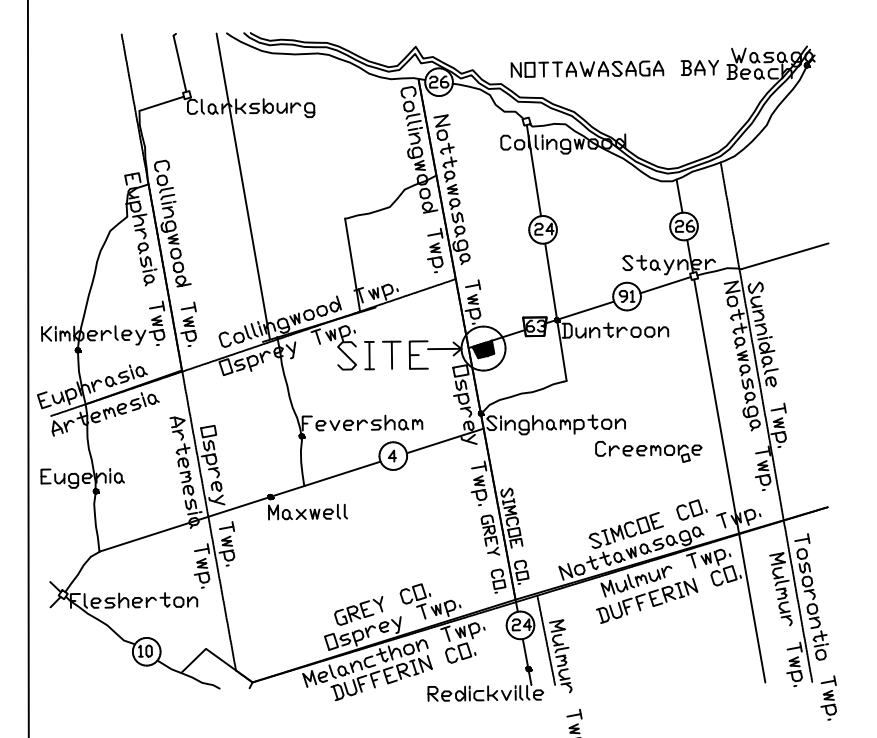 NOTTAWASAGA BAY
Wasaga
Beach
26
Clarksburg
Collingwood
Collingwood Twp.
Nottawasaga Twp.
Euphrasia Twp.
Collingwood Twp.
24
26
Stayner
91
63
Duntroon
Collingwood Twp.
Osprey Twp.
SITE
Kimberley
Euphrasia
Artemesia
Nottawasaga Twp.
Sunnidale Twp.
Feversham
Singhampton
4
Creemore
Eugenia
Maxwell
Artemesia Twp.
Osprey Twp.
Osprey Twp.
GREY CO.
SIMCOE CO.
SIMCOE CO.
Nottawasaga Twp.
Mulmur Twp.
DUFFERIN CO.
Flesherton
GREY CO.
Osprey Twp.
Melancthon Twp.
DUFFERIN CO.
10
24
Redickville
Mulmur Tw
Mulmur Twp.
Tosorontio Twp.